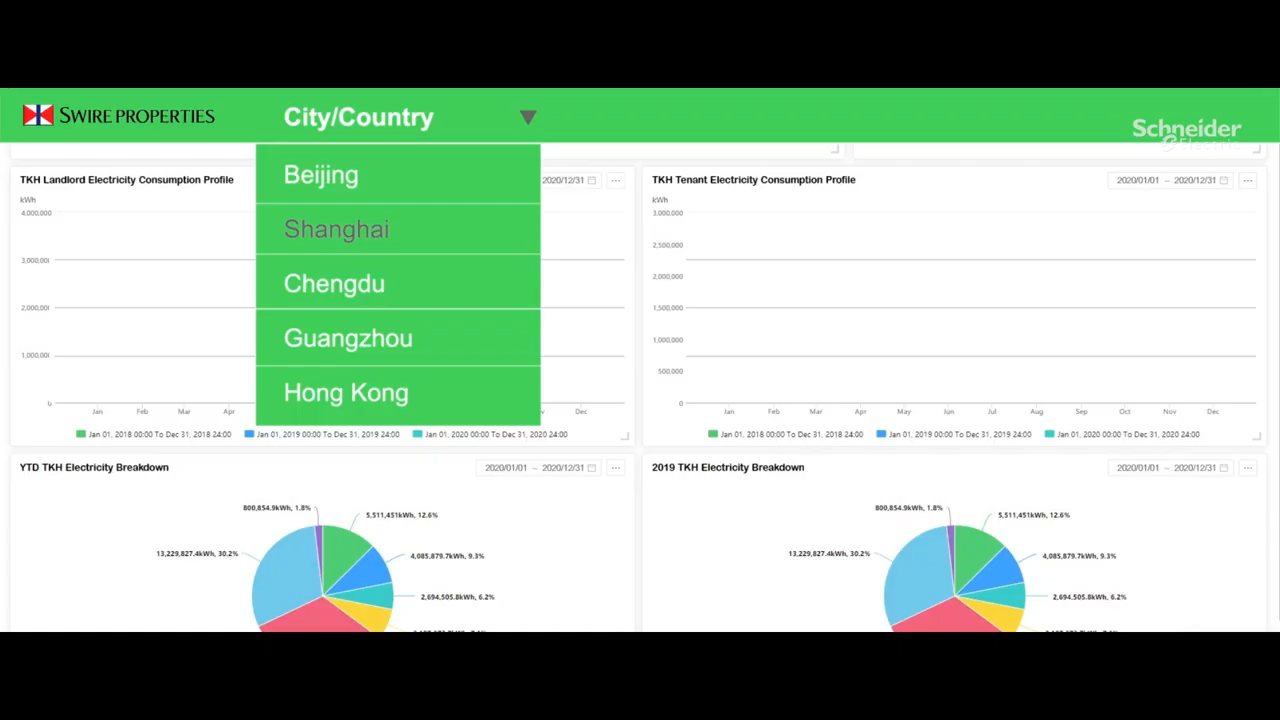 SWIRE PROPERTIES
City/Country
Schneider
Electric
Beijing
Shanghai
Chengdu
Guangzhou
Hong Kong
TKH Landlord Electricity Consumption Profile
2020/12/31
kWh
4,000,000
3,000,000
2,000,000
1,000,000
Jan Feb Mar Apr Dec
Jan 01, 2018 00:00 To Dec 31, 2018 24:00 Jan 01, 2019 00:00 To Dec 31, 2019 24:00 Jan 01, 2020 00:00 To Dec 31, 2020 24:00
TKH Tenant Electricity Consumption Profile
2020/01/01 – 2020/12/31
kWh
3,000,000
2,500,000
2,000,000
1,500,000
1,000,000
500,000
0
Jan Feb Mar Apr May Jun Jul Aug Sep Oct Nov Dec
Jan 01, 2018 00:00 To Dec 31, 2018 24:00 Jan 01, 2019 00:00 To Dec 31, 2019 24:00 Jan 01, 2020 00:00 To Dec 31, 2020 24:00
YTD TKH Electricity Breakdown
2020/01/01 – 2020/12/31
800,854.9kWh, 1.8%
5,511,451kWh, 12.6%
13,229,827.4kWh, 30.2%
4,085,879.7kWh, 9.3%
2,694,505.8kWh, 6.2%
2019 TKH Electricity Breakdown
2020/01/01 – 2020/12/31
800,854.9kWh, 1.8%
5,511,451kWh, 12.6%
13,229,827.4kWh, 30.2%
4,085,879.7kWh, 9.3%
2,694,505.8kWh, 6.2%